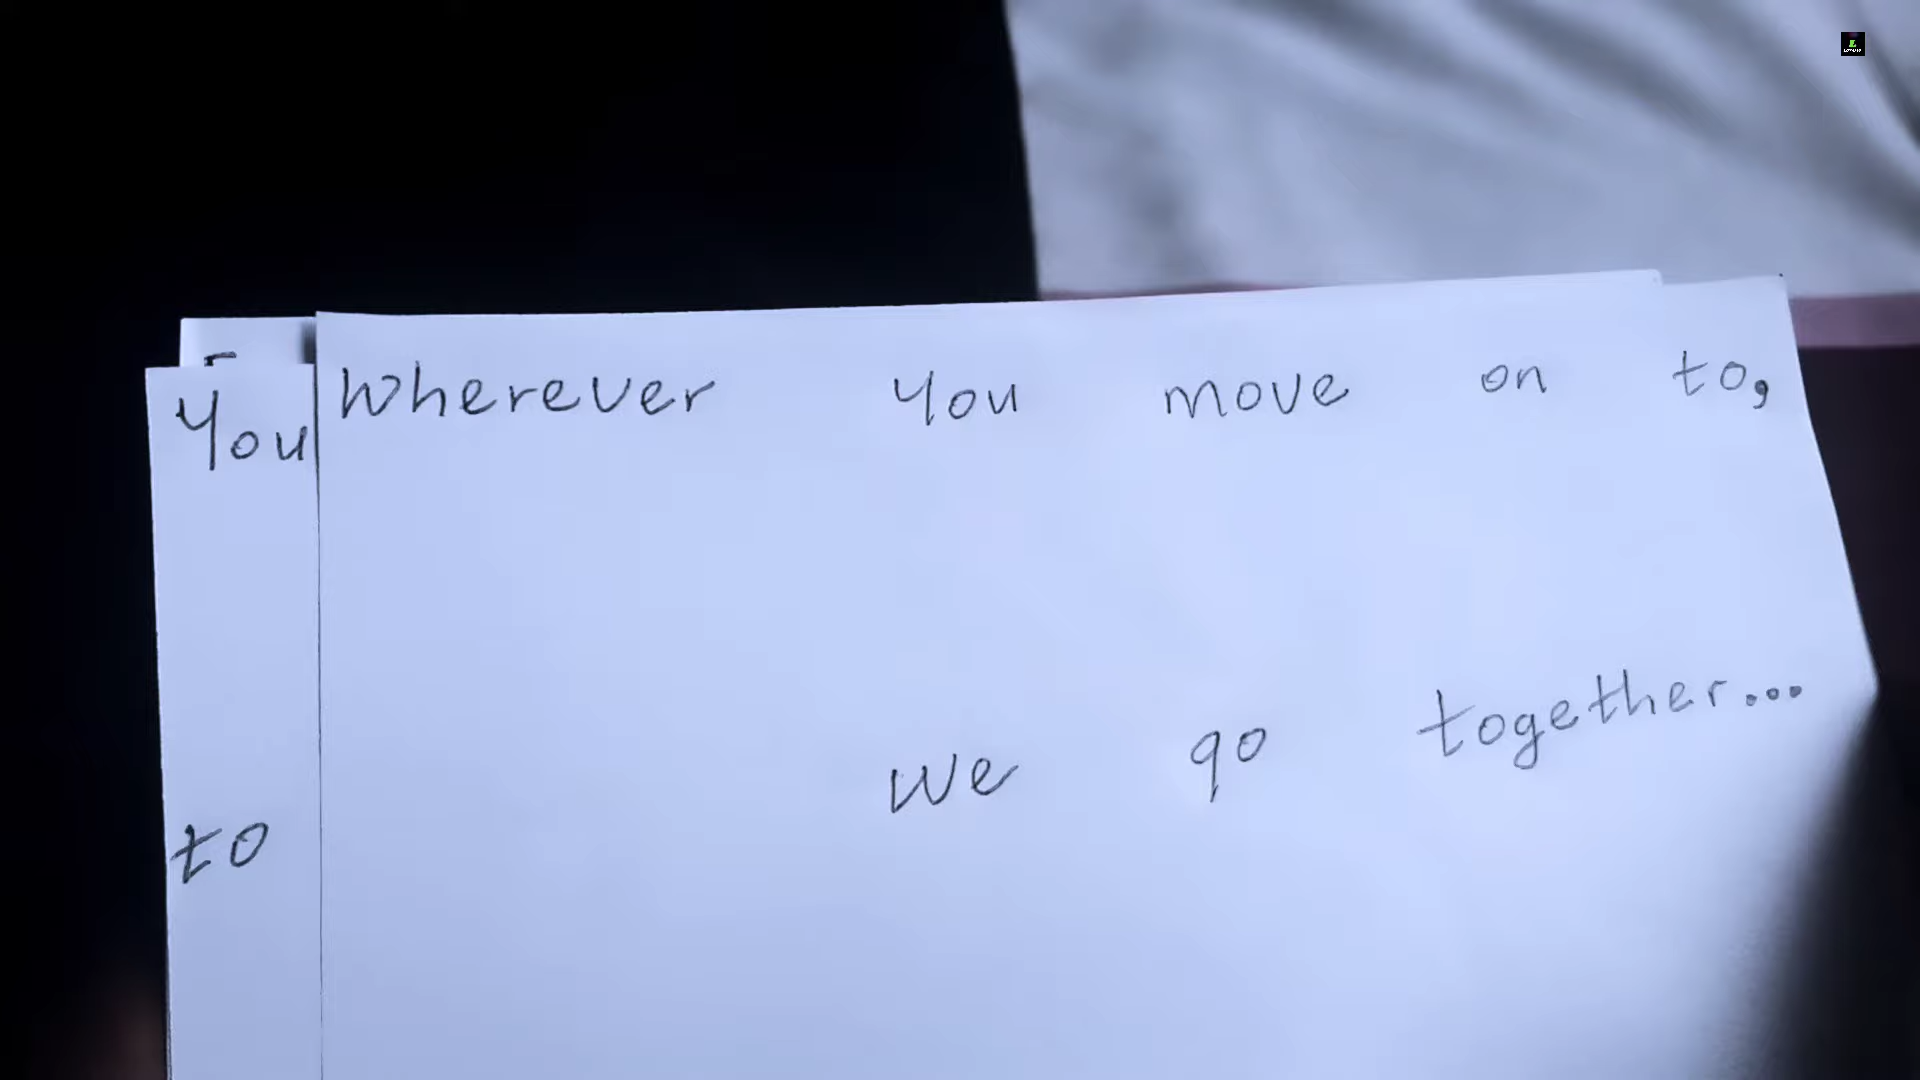 You
to
Wherever you move on to,
we go together...